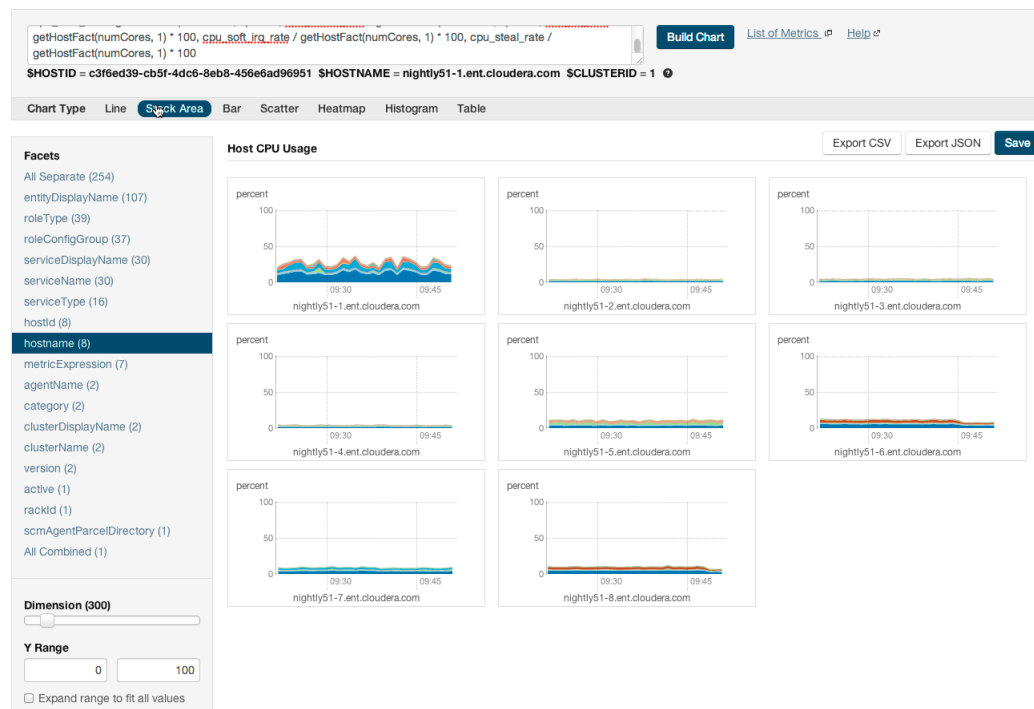 getHostFact(numCores, 1) * 100, cpu_soft_irq_rate / getHostFact(numCores, 1) * 100, cpu_steal_rate /
getHostFact(numCores, 1) * 100
Build Chart
List of Metrics
Help
$HOSTID = c3f6ed39-cb5f-4dc6-8eb8-456e6ad96951 $HOSTNAME = nightly51-1.ent.cloudera.com $CLUSTERID = 1
Chart Type Line Stack Area Bar Scatter Heatmap Histogram Table
Facets
All Separate (254)
entityDisplayName (107)
roleType (39)
roleConfigGroup (37)
serviceDisplayName (30)
serviceName (30)
serviceType (16)
hostId (8)
hostname (8)
metricExpression (7)
agentName (2)
category (2)
clusterDisplayName (2)
clusterName (2)
version (2)
active (1)
rackId (1)
scmAgentParcelDirectory (1)
All Combined (1)
Dimension (300)
Y Range
0 100
Expand range to fit all values
Host CPU Usage
Export CSV Export JSON Save
percent
100
50
0
09:30 09:45
nightly51-1.ent.cloudera.com
percent
100
50
0
09:30 09:45
nightly51-2.ent.cloudera.com
percent
100
50
0
09:30 09:45
nightly51-3.ent.cloudera.com
percent
100
50
0
09:30 09:45
nightly51-4.ent.cloudera.com
percent
100
50
0
09:30 09:45
nightly51-5.ent.cloudera.com
percent
100
50
0
09:30 09:45
nightly51-6.ent.cloudera.com
percent
100
50
0
09:30 09:45
nightly51-7.ent.cloudera.com
percent
100
50
0
09:30 09:45
nightly51-8.ent.cloudera.com